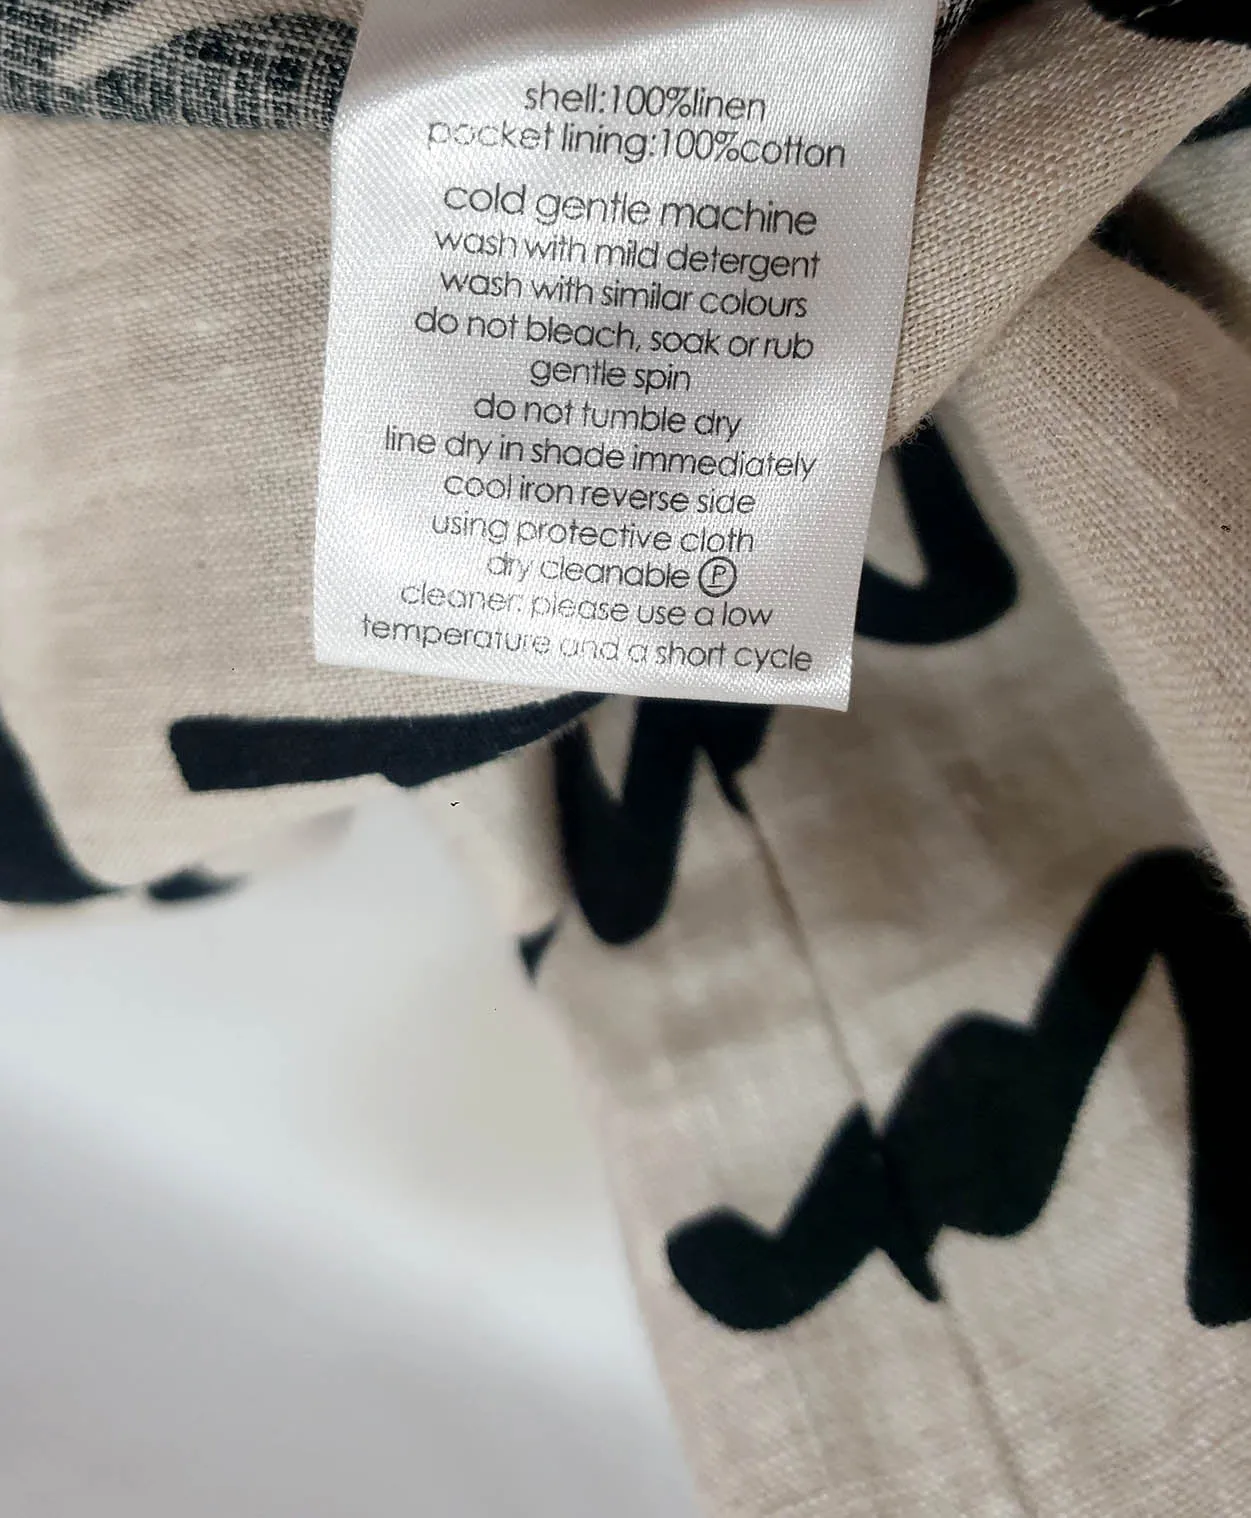 shell:100%linen
pocket lining:100%cotton
cold gentle machine
wash with mild detergent
wash with similar colours
do not bleach, soak or rub
gentle spin
do not tumble dry
line dry in shade immediately
cool iron reverse side
using protective cloth
dry cleanable Ⓟ
cleaner: please use a low
temperature and a short cycle